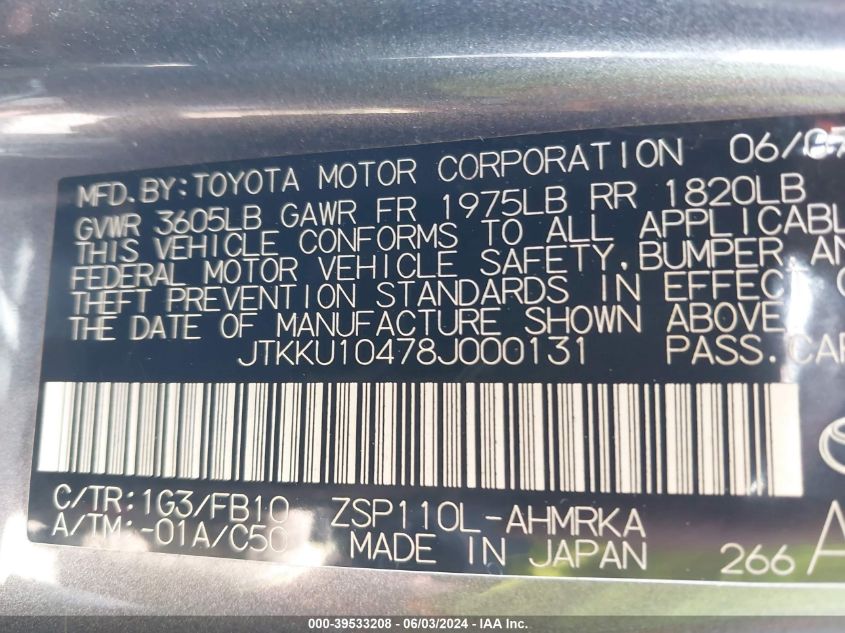 MFD. BY: TOYOTA MOTOR CORPORATION 06/07
GVWR 3605LB GAWR FR 1975LB RR 1820LB
THIS VEHICLE CONFORMS TO ALL APPLICABL
FEDERAL MOTOR VEHICLE SAFETY, BUMPER, AN
THEFT PREVENTION STANDARDS IN EFFECT
THE DATE OF MANUFACTURE SHOWN ABOVE.
JTKKU10478J000131 PASS. CAR
C/TR: 1G3/FB10 ZSP110L-AHMRKA
A/TM: -01A/C50 MADE IN JAPAN 266 A
000-39533208 - 06/03/2024 - IAA Inc.